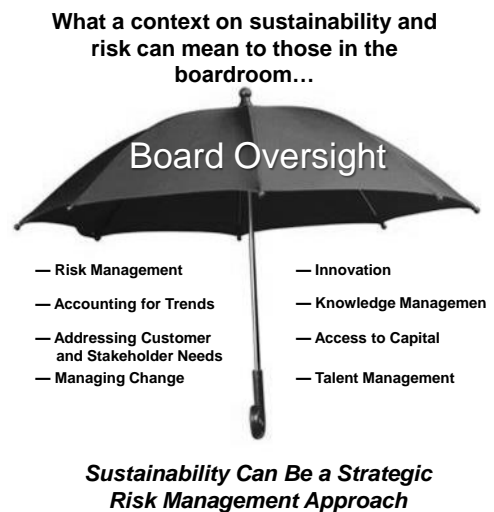 What a context on sustainability and
risk can mean to those in the
boardroom…
Board Oversight
— Risk Management
— Accounting for Trends
— Addressing Customer
and Stakeholder Needs
— Managing Change
— Innovation
— Knowledge Managemen
— Access to Capital
— Talent Management
Sustainability Can Be a Strategic
Risk Management Approach